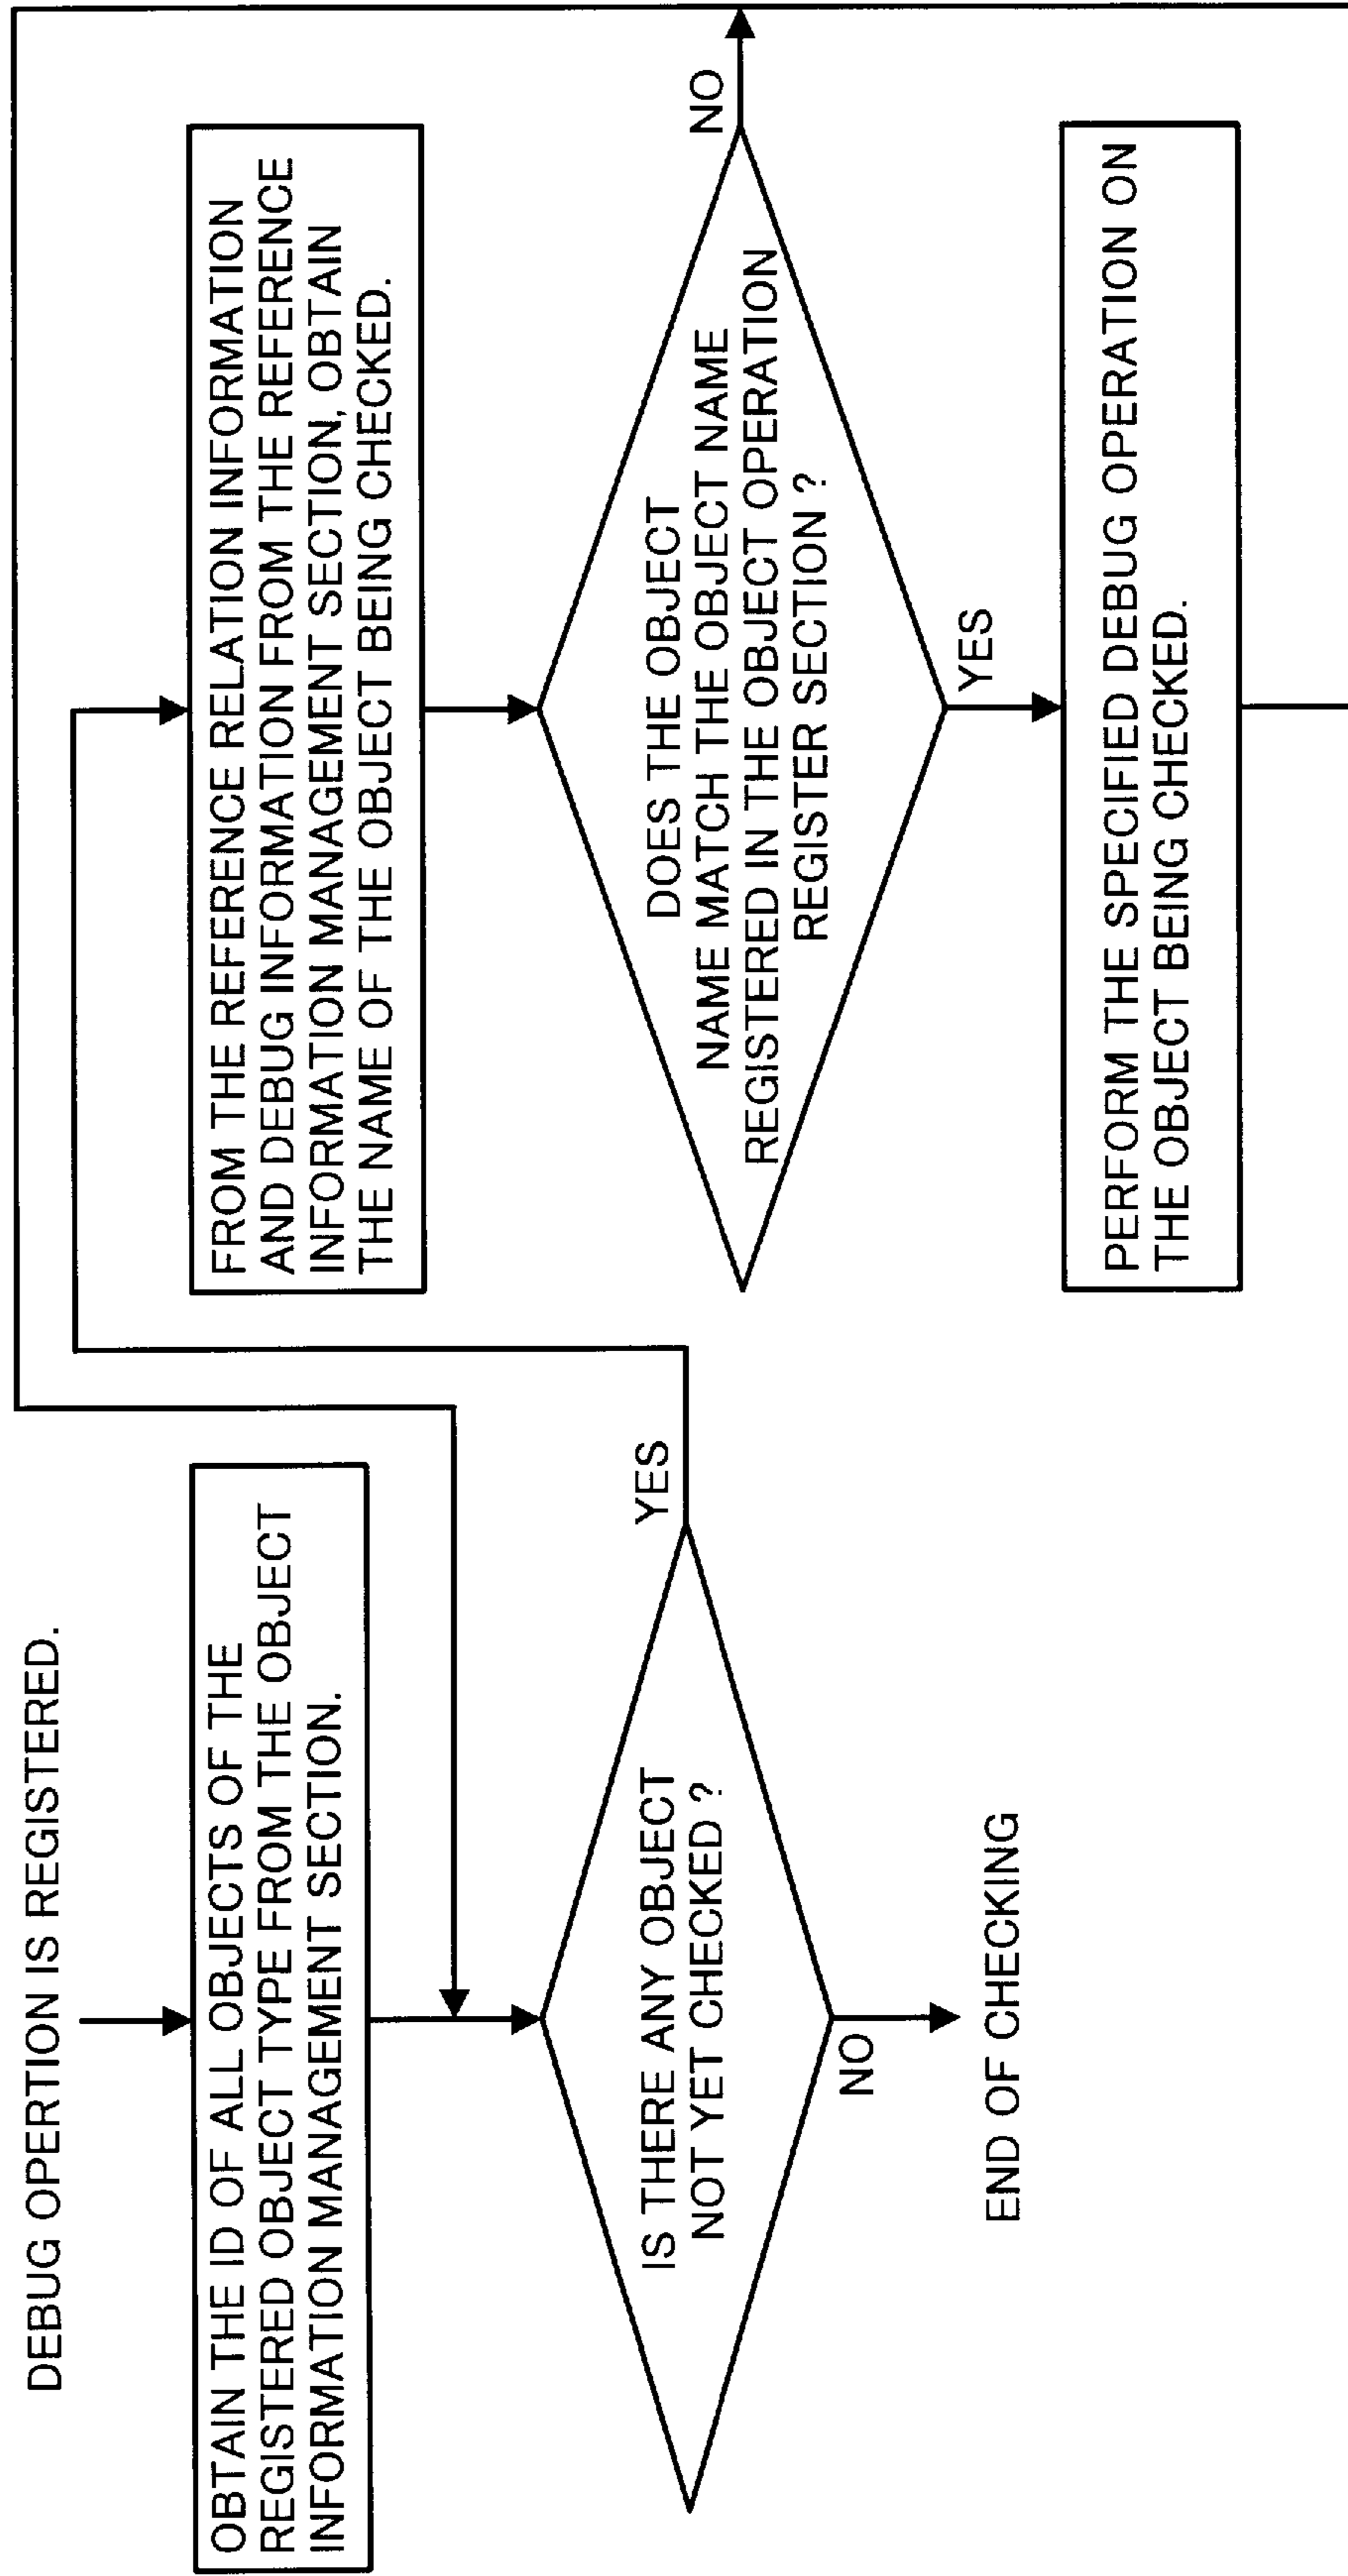 DEBUG OPERTION IS REGISTERED.
OBTAIN THE ID OF ALL OBJECTS OF THE
REGISTERED OBJECT TYPE FROM THE OBJECT
INFORMATION MANAGEMENT SECTION.
IS THERE ANY OBJECT
NOT YET CHECKED ?
YES
NO
END OF CHECKING
FROM THE REFERENCE RELATION INFORMATION
AND DEBUG INFORMATION FROM THE REFERENCE
INFORMATION MANAGEMENT SECTION, OBTAIN
THE NAME OF THE OBJECT BEING CHECKED.
DOES THE OBJECT
NAME MATCH THE OBJECT NAME
REGISTERED IN THE OBJECT OPERATION
REGISTER SECTION ?
NO
YES
PERFORM THE SPECIFIED DEBUG OPERATION ON
THE OBJECT BEING CHECKED.